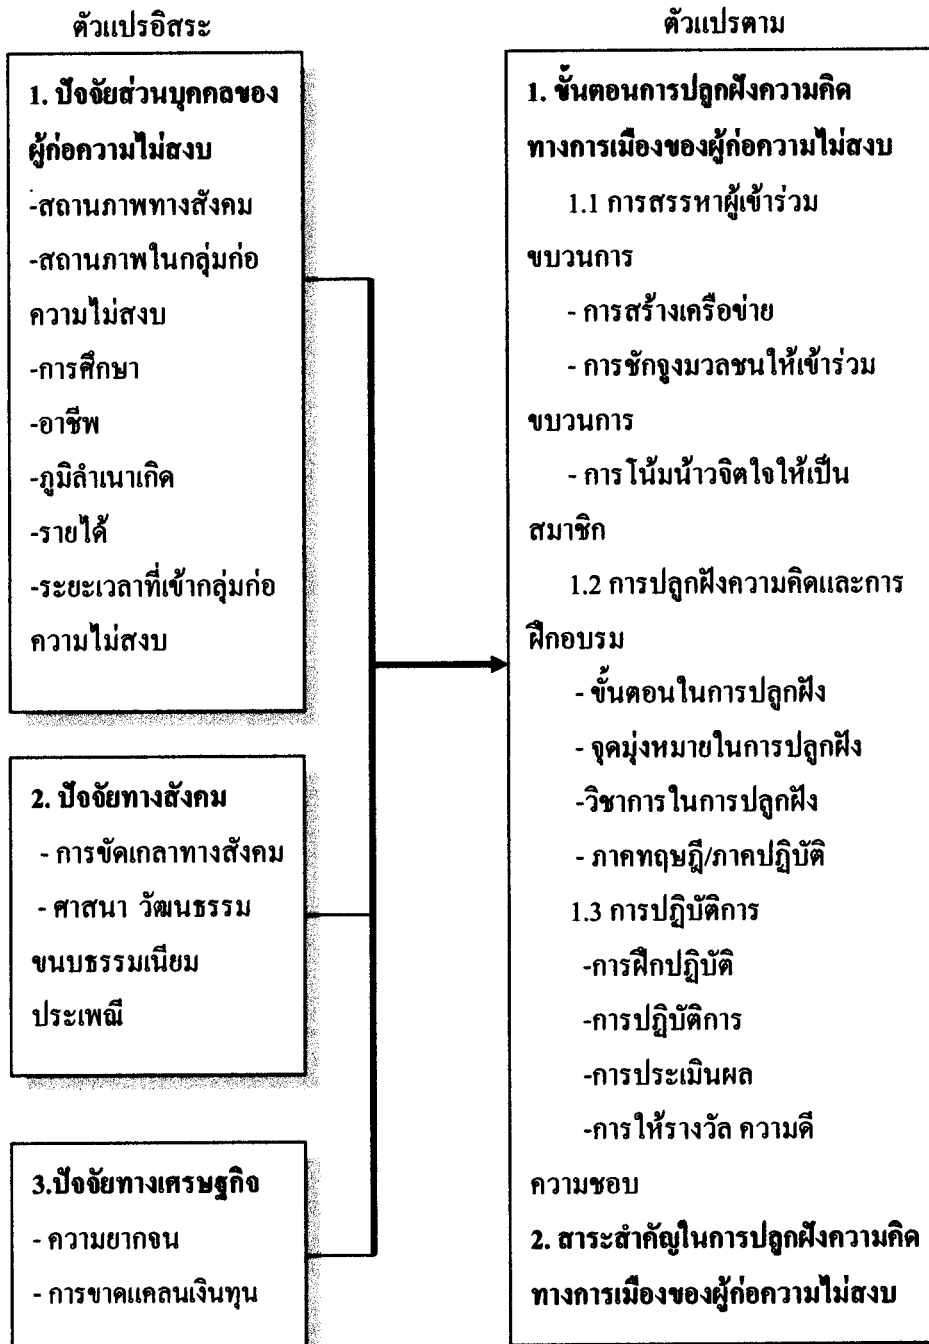 ตัวแปรอิสระ
1. ปัจจัยส่วนบุคคลของ
ผู้ก่อความไม่สงบ
-สถานภาพทางสังคม
-สถานภาพในกลุ่มก่อ
ความไม่สงบ
-การศึกษา
-อาชีพ
-ภูมิลำเนาเกิด
-รายได้
-ระยะเวลาที่เข้ากลุ่มก่อ
ความไม่สงบ
2. ปัจจัยทางสังคม
- การขัดเกลาทางสังคม
- ศาสนา วัฒนธรรม
ขนบธรรมเนียม
ประเพณี
3.ปัจจัยทางเศรษฐกิจ
- ความยากจน
- การขาดแคลนเงินทุน
ตัวแปรตาม
1. ขั้นตอนการปลูกฝังความคิด
ทางการเมืองของผู้ก่อความไม่สงบ
1.1 การสรรหาผู้เข้าร่วม
ขบวนการ
- การสร้างเครือข่าย
- การชักจูงมวลชนให้เข้าร่วม
ขบวนการ
- การโน้มน้าวจิตใจให้เป็น
สมาชิก
1.2 การปลูกฝังความคิดและการ
ฝึกอบรม
- ขั้นตอนในการปลูกฝัง
- จุดมุ่งหมายในการปลูกฝัง
-วิชาการในการปลูกฝัง
- ภาคทฤษฎี/ภาคปฏิบัติ
1.3 การปฏิบัติการ
-การฝึกปฏิบัติ
-การปฏิบัติการ
-การประเมินผล
-การให้รางวัล ความดี
ความชอบ
2. สาระสำคัญในการปลูกฝังความคิด
ทางการเมืองของผู้ก่อความไม่สงบ